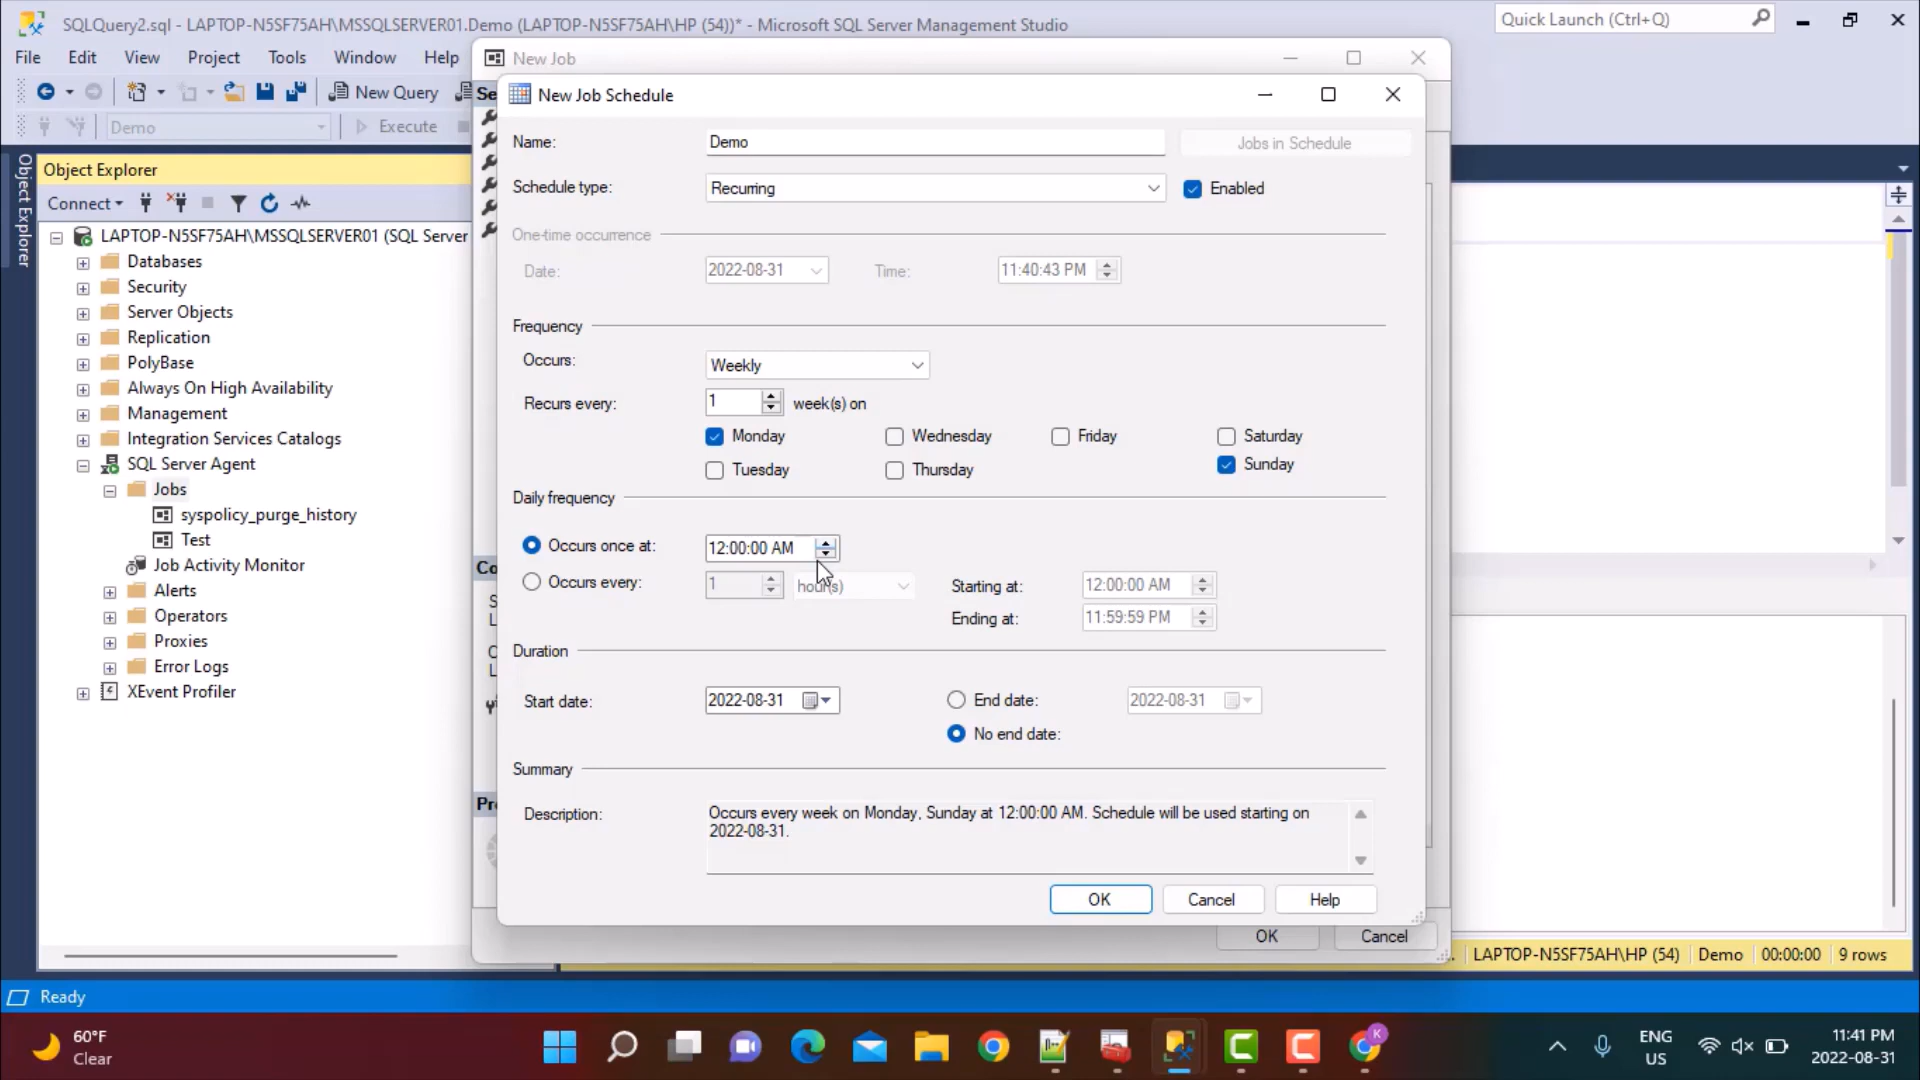 SQLQuery2.sql - LAPTOP-N5SF75AH\MSSQLSERVER01.Demo (LAPTOP-N5SF75AH\HP (54))* - Microsoft SQL Server Management Studio
Quick Launch (Ctrl+Q)
File Edit View Project Tools Window Help
New Job
New Query
Se
New Job Schedule
Demo
Execute
Name: Demo Jobs in Schedule
Object Explorer
Object Explorer
Schedule type: Recurring Enabled
Connect
One-time occurrence
LAPTOP-N5SF75AH\MSSQLSERVER01 (SQL Server
Databases
Security
Server Objects
Replication
PolyBase
Always On High Availability
Management
Integration Services Catalogs
SQL Server Agent
Jobs
syspolicy_purge_history
Test
Job Activity Monitor
Alerts
Operators
Proxies
Error Logs
XEvent Profiler
Date: 2022-08-31 Time: 11:40:43 PM
Frequency
Occurs: Weekly
Recurs every: 1 week(s) on
Monday Wednesday Friday Saturday
Tuesday Thursday Sunday
Daily frequency
Occurs once at: 12:00:00 AM
Co
Occurs every: 1 hour(s) Starting at: 12:00:00 AM
Ending at: 11:59:59 PM
S
L
Duration
Start date: 2022-08-31 End date: 2022-08-31
No end date:
Summary
Pr
Description: Occurs every week on Monday, Sunday at 12:00:00 AM. Schedule will be used starting on
2022-08-31.
OK Cancel Help
OK Cancel
LAPTOP-N5SF75AH\HP (54) Demo 00:00:00 9 rows
Ready
60°F
Clear
K
ENG
US
11:41 PM
2022-08-31